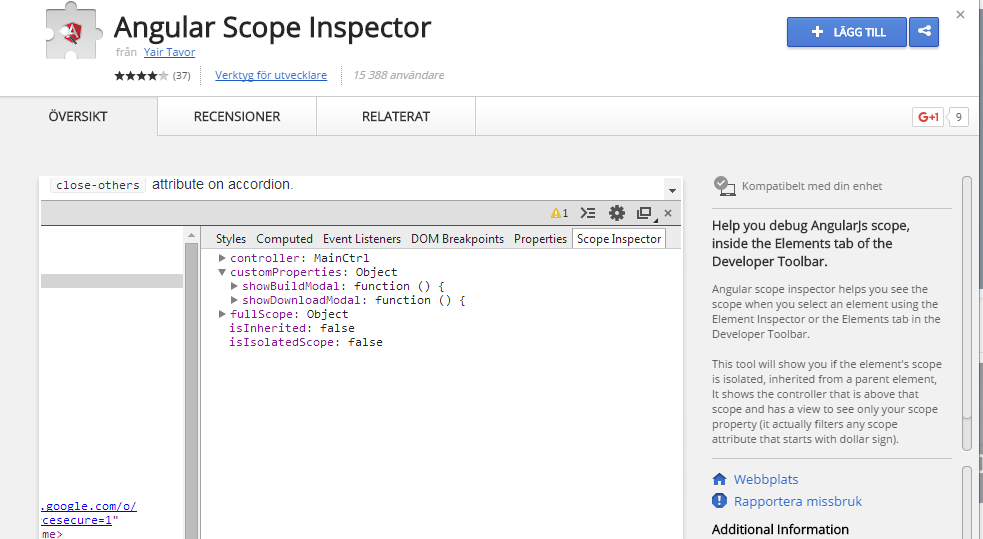 Angular Scope Inspector
från Yair Tavor
(37) Verktyg för utvecklare 15 388 användare
LÄGG TILL
ÖVERSIKT RECENSIONER RELATERAT
G+1 9
close-others attribute on accordion.
1
Styles Computed Event Listeners DOM Breakpoints Properties Scope Inspector
controller: MainCtrl
customProperties: Object
showBuildModal: function () {
showDownloadModal: function () {
fullScope: Object
isInherited: false
isIsolatedScope: false
.google.com/o/
cesecure=1"
me>
Kompatibelt med din enhet
Help you debug AngularJs scope,
inside the Elements tab of the
Developer Toolbar.
Angular scope inspector helps you see the
scope when you select an element using the
Element Inspector or the Elements tab in the
Developer Toolbar.
This tool will show you if the element's scope
is isolated, inherited from a parent element,
It shows the controller that is above that
scope and has a view to see only your scope
property (it actually filters any scope
attribute that starts with dollar sign).
Webbplats
Rapportera missbruk
Additional Information